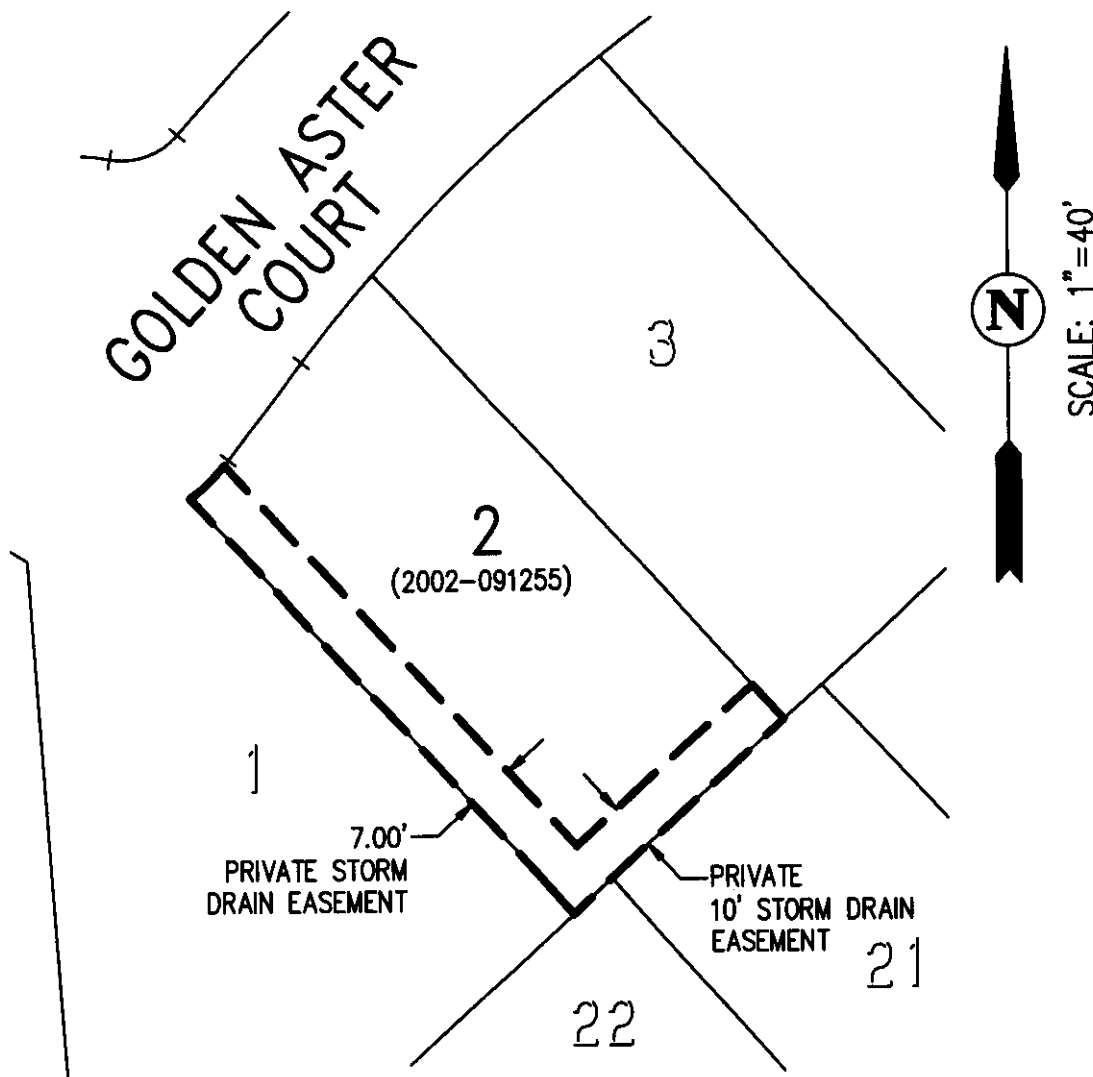 GOLDEN ASTER
COURT
3
N
SCALE: 1"=40'
2
(2002-091255)
1
7.00'
PRIVATE STORM
DRAIN EASEMENT
PRIVATE
10' STORM DRAIN
EASEMENT
21
22